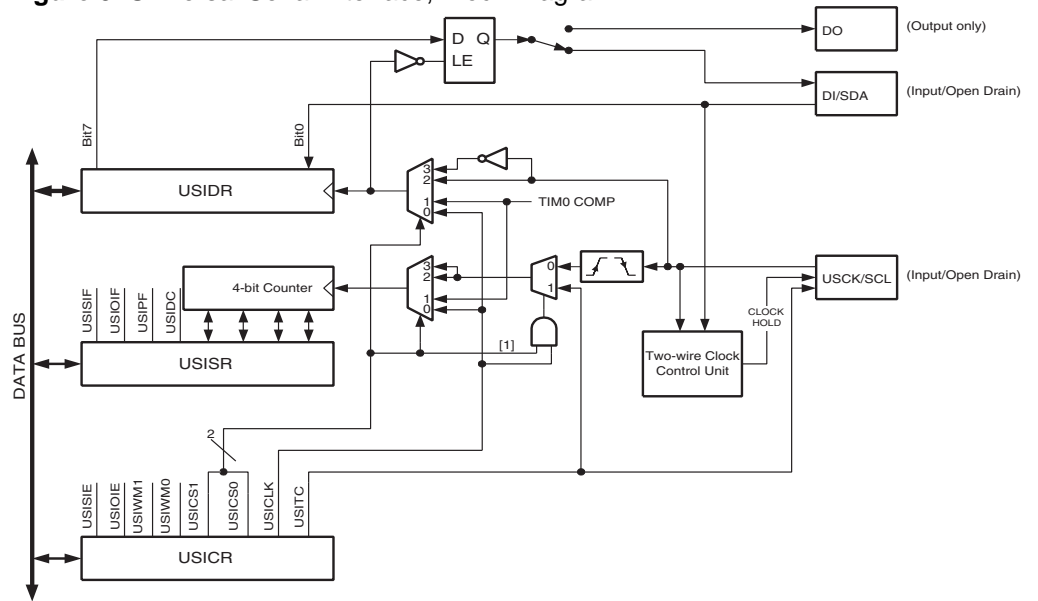 D Q
LE
DO
(Output only)
DI/SDA
(Input/Open Drain)
Bit7
Bit0
USIDR
3
2
1
0
TIM0 COMP
DATA BUS
4-bit Counter
3
2
1
0
0
1
[1]
USCK/SCL
(Input/Open Drain)
CLOCK
HOLD
Two-wire Clock
Control Unit
USISIF
USIOIF
USIPF
USIDC
USISR
2
USISIE
USIOIE
USIWM1
USIWM0
USICS1
USICS0
USICLK
USITC
USICR